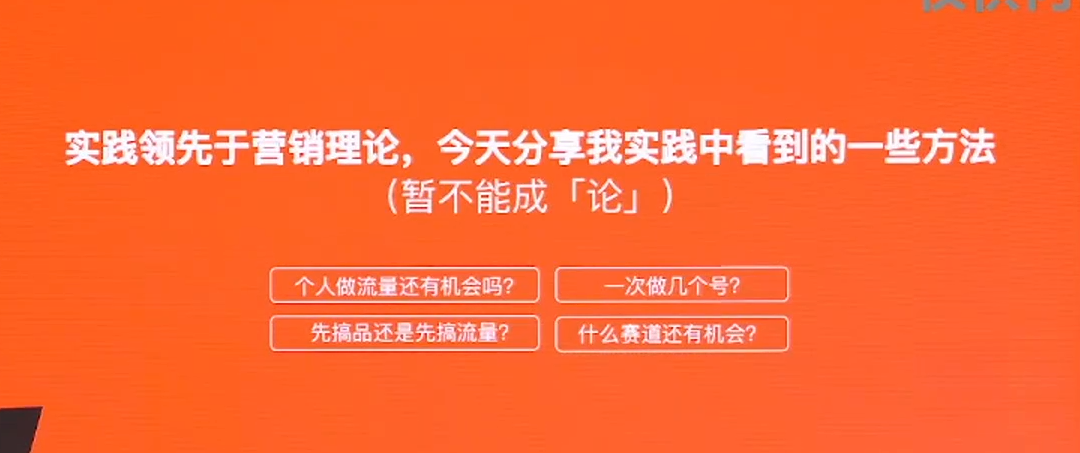 实践领先于营销理论，今天分享我实践中看到的一些方法
（暂不能成「论」）
个人做流量还有机会吗？
一次做几个号？
先搞品还是先搞流量？
什么赛道还有机会？